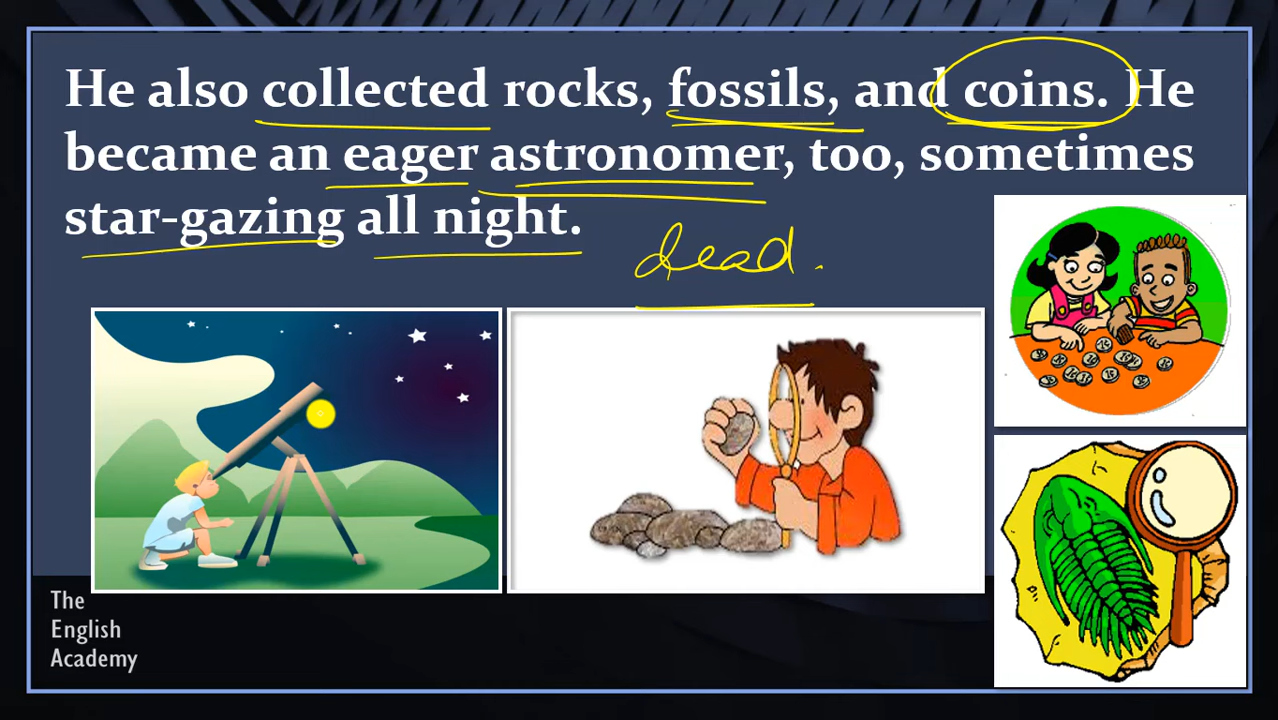 He also collected rocks, fossils, and coins. He
became an eager astronomer, too, sometimes
star-gazing all night.
dead.
The
English
Academy